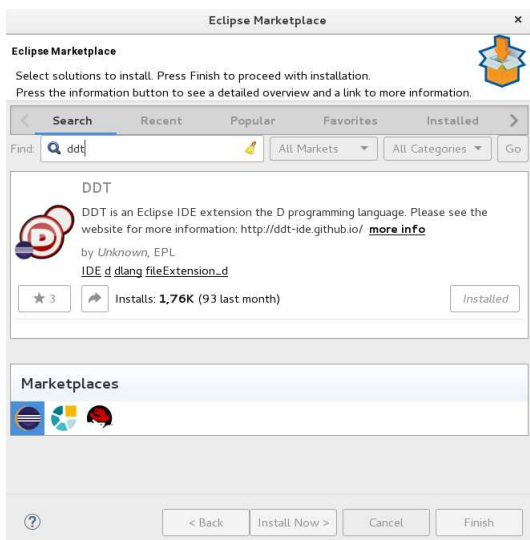 Eclipse Marketplace
×
Eclipse Marketplace
Select solutions to install. Press Finish to proceed with installation.
Press the information button to see a detailed overview and a link to more information.
< Search Recent Popular Favorites Installed >
Find: ddt All Markets All Categories Go
DDT
DDT is an Eclipse IDE extension the D programming language. Please see the
website for more information: http://ddt-ide.github.io/ more info
by Unknown, EPL
IDE d dlang fileExtension_d
3 Installs: 1,76K (93 last month) Installed
D
Marketplaces
? < Back Install Now > Cancel Finish